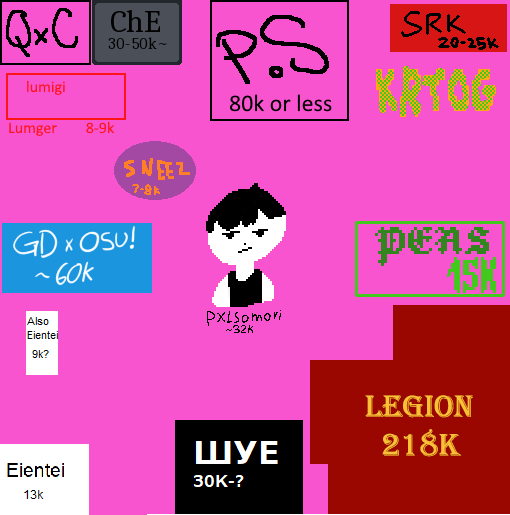 QxC
ChE
30-50k~
P.S
80k or less
SRK
20-25k
KRTOG
lumigi
Lumger 8-9k
SNEEZ
7-8k
GD x OSU!
~60k
PXLsomori
~32k
PEAS
15K
Also
Eientei
9k?
LEGION
218K
ШУЕ
30K-?
Eientei
13k